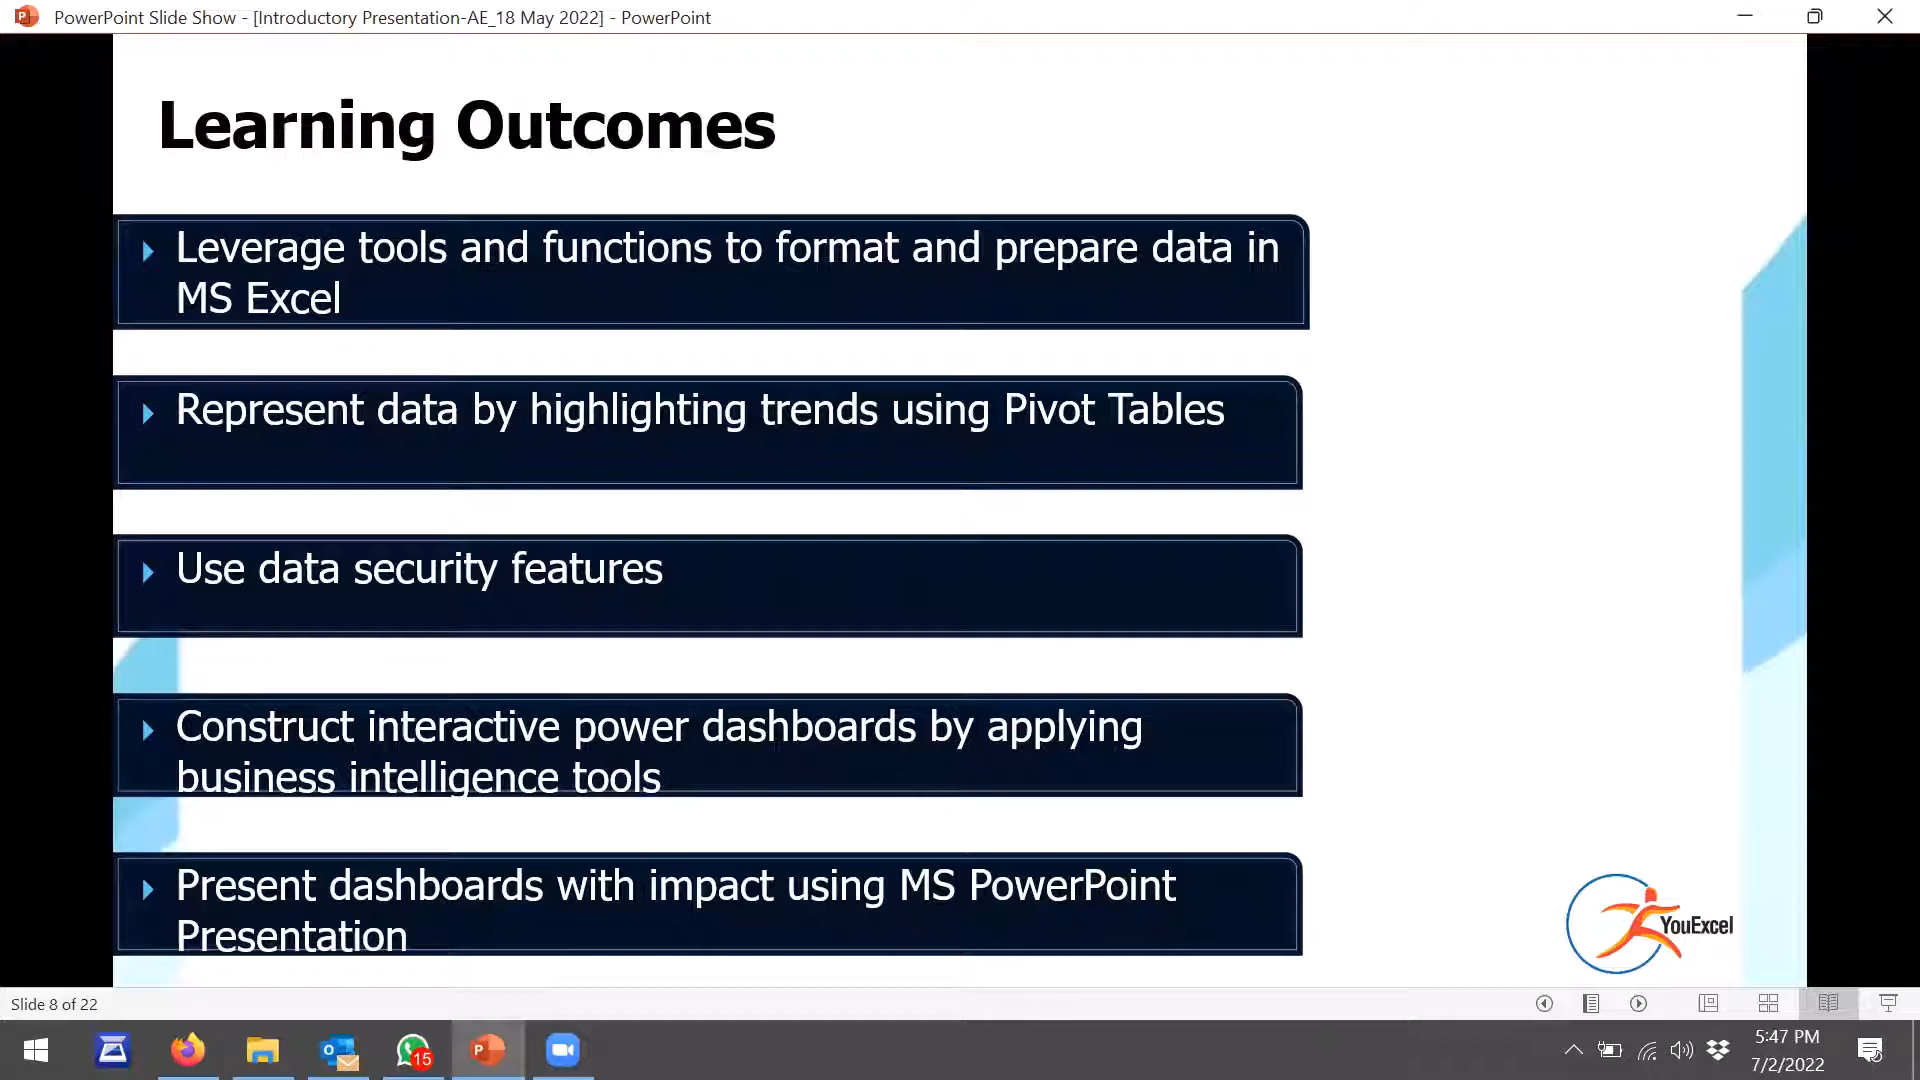 PowerPoint Slide Show - [Introductory Presentation-AE_18 May 2022] - PowerPoint
Learning Outcomes
Leverage tools and functions to format and prepare data in
MS Excel
Represent data by highlighting trends using Pivot Tables
Use data security features
Construct interactive power dashboards by applying
business intelligence tools
Present dashboards with impact using MS PowerPoint
Presentation
YouExcel
Slide 8 of 22
15
5:47 PM
7/2/2022